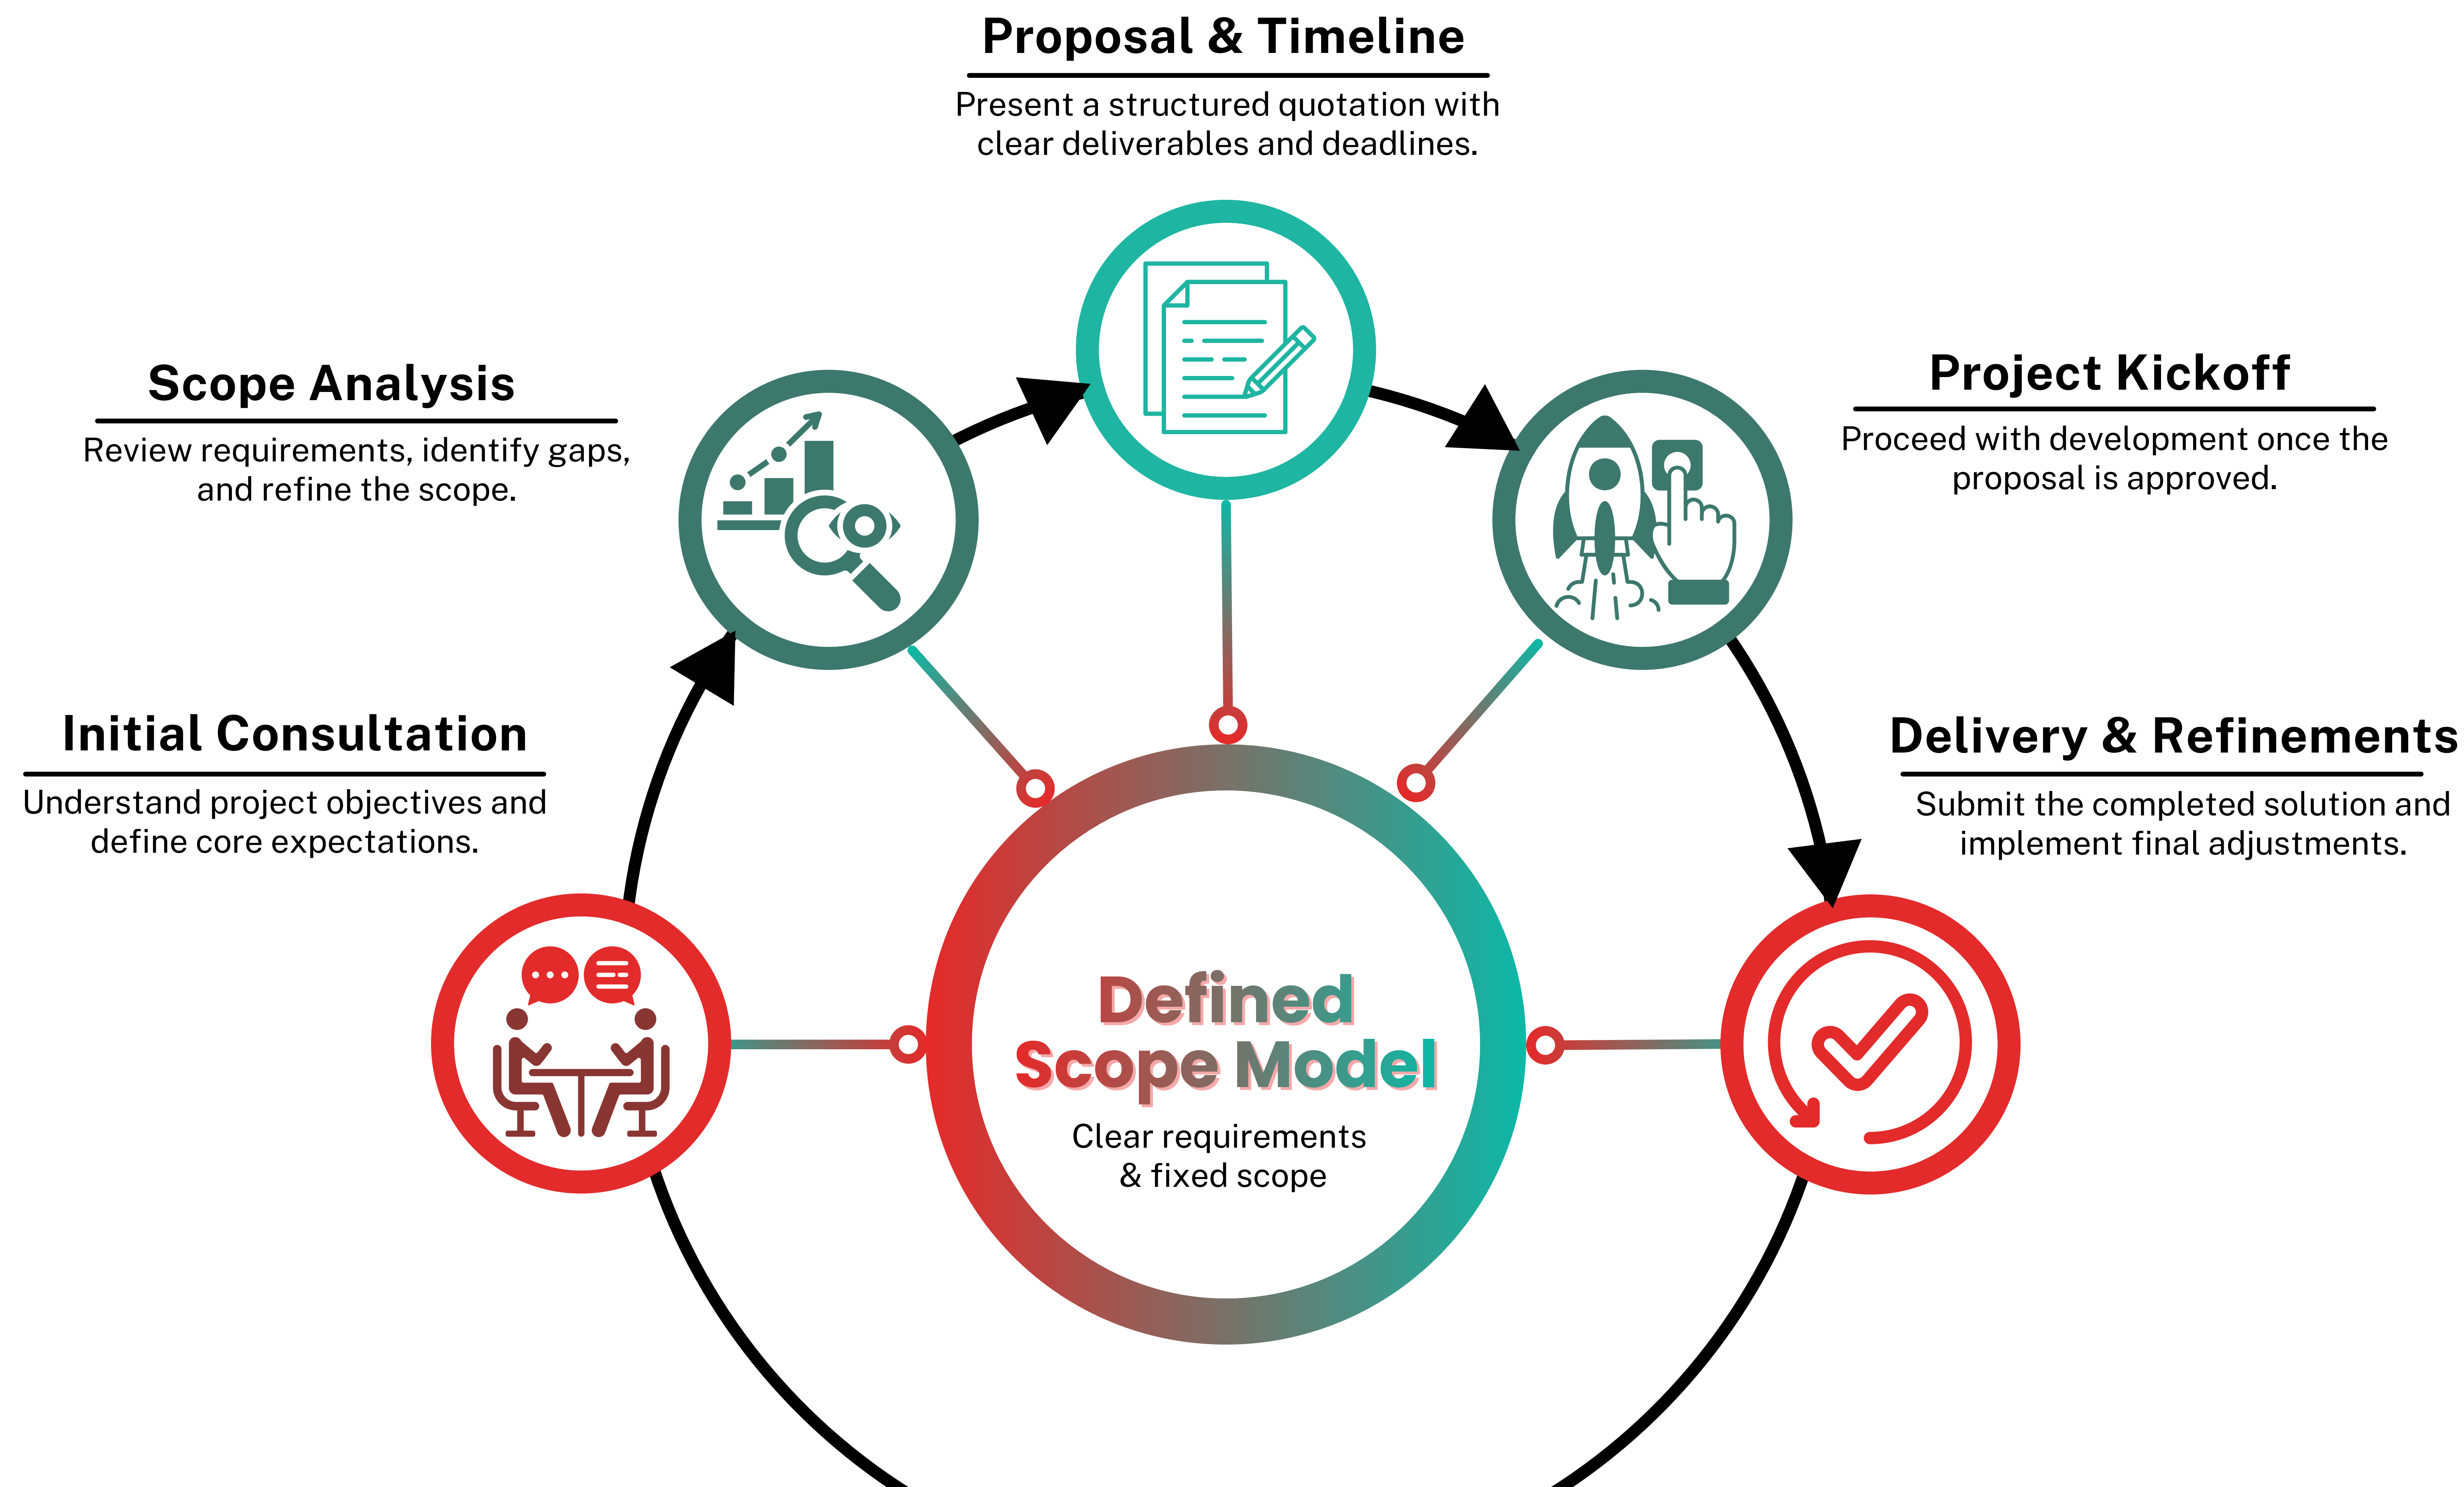 Proposal & Timeline
Present a structured quotation with
clear deliverables and deadlines.
Scope Analysis
Review requirements, identify gaps,
and refine the scope.
Project Kickoff
Proceed with development once the
proposal is approved.
Initial Consultation
Understand project objectives and
define core expectations.
Delivery & Refinements
Submit the completed solution and
implement final adjustments.
Defined
Scope Model
Clear requirements
& fixed scope